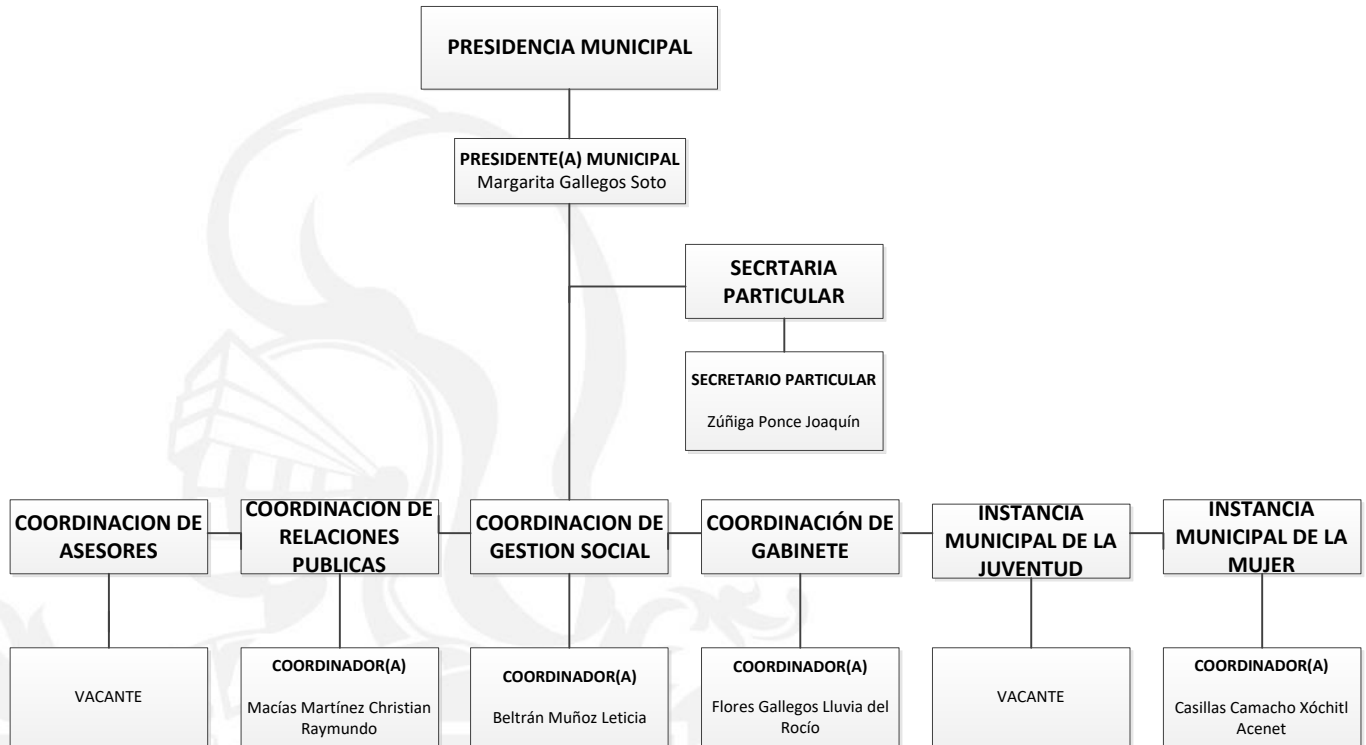 PRESIDENCIA MUNICIPAL
PRESIDENTE(A) MUNICIPAL
Margarita Gallegos Soto
SECRTARIA
PARTICULAR
SECRETARIO PARTICULAR
Zúñiga Ponce Joaquín
COORDINACION DE
ASESORES
COORDINACION DE
RELACIONES
PUBLICAS
COORDINACION DE
GESTION SOCIAL
COORDINACIÓN DE
GABINETE
INSTANCIA
MUNICIPAL DE LA
JUVENTUD
INSTANCIA
MUNICIPAL DE LA
MUJER
VACANTE
COORDINADOR(A)
Macías Martínez Christian
Raymundo
COORDINADOR(A)
Beltrán Muñoz Leticia
COORDINADOR(A)
Flores Gallegos Lluvia del
Rocío
VACANTE
COORDINADOR(A)
Casillas Camacho Xóchitl
Acenet